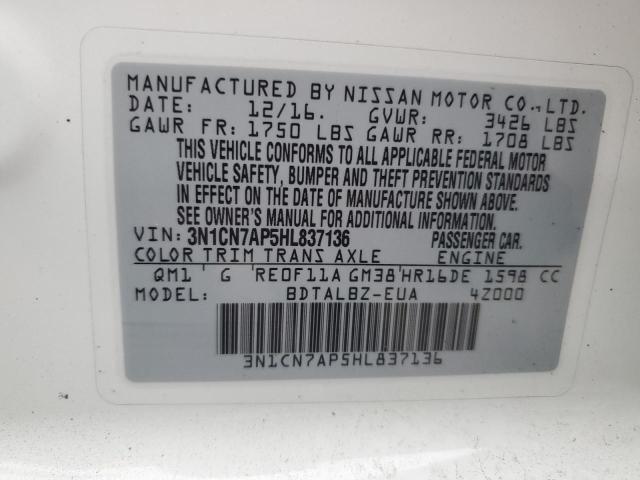 MANUFACTURED BY NISSAN MOTOR CO., LTD.
DATE: 12/16. GVWR: 3426 LBS
GAWR FR: 1750 LBS GAWR RR: 1708 LBS
THIS VEHICLE CONFORMS TO ALL APPLICABLE FEDERAL MOTOR
VEHICLE SAFETY, BUMPER AND THEFT PREVENTION STANDARDS
IN EFFECT ON THE DATE OF MANUFACTURE SHOWN ABOVE.
SEE OWNER'S MANUAL FOR ADDITIONAL INFORMATION.
VIN: 3N1CN7AP5HL837136 PASSENGER CAR.
COLOR TRIM TRANS AXLE ENGINE
QM1 G RE0F11A GM38 HR16DE 1598 CC
MODEL: BDTALBZ-EUA 4Z000
3N1CN7AP5HL837136